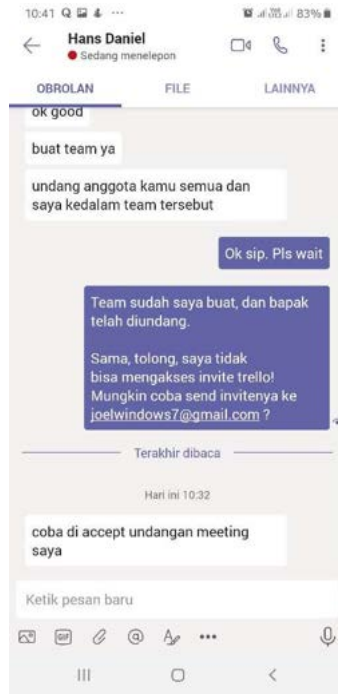 10:41
83%
Hans Daniel
Sedang menelepon
OBROLAN FILE LAINNYA
ok good
buat team ya
undang anggota kamu semua dan
saya kedalam team tersebut
Ok sip. Pls wait
Team sudah saya buat, dan bapak
telah diundang.
Sama, tolong, saya tidak
bisa mengakses invite trello!
Mungkin coba send invitenya ke
joelwindows7@gmail.com ?
Terakhir dibaca
Hari ini 10:32
coba di accept undangan meeting
saya
Ketik pesan baru
GIF